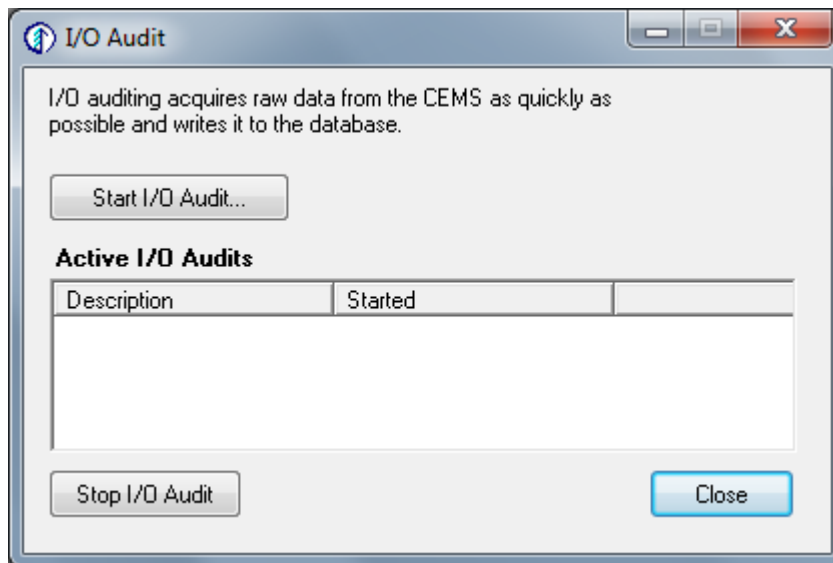 I/O Audit
I/O auditing acquires raw data from the CEMS as quickly as
possible and writes it to the database.
Start I/O Audit...
Active I/O Audits
Description Started
Stop I/O Audit Close